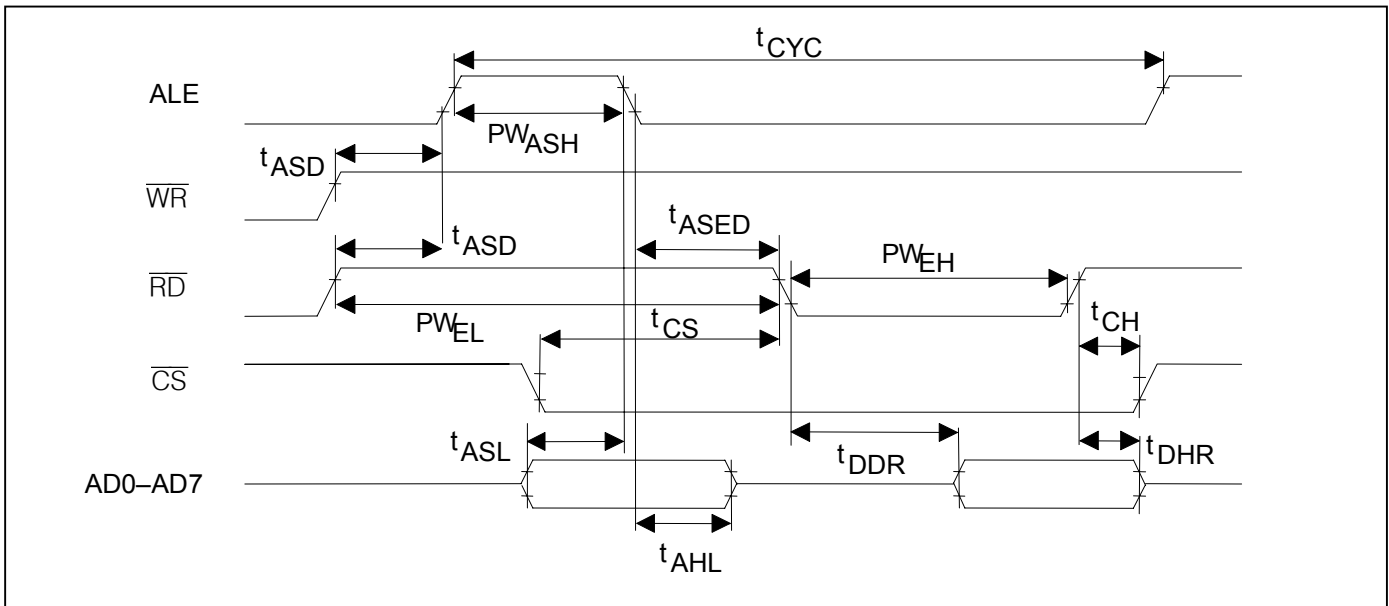 tCYC
ALE
PWASH
tASD
WR
tASED
tASD
PWEH
RD
tCH
PWEL
tCS
CS
tASL
tDDR
tDHR
AD0–AD7
tAHL